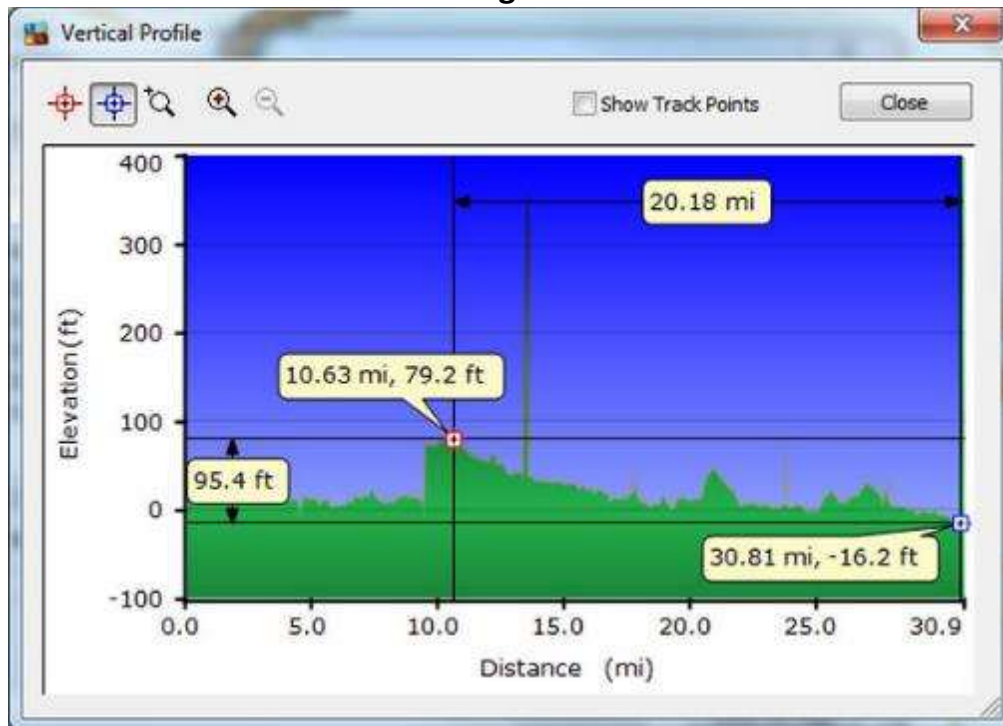 g
Vertical Profile
Show Track Points
Close
400
300
200
100
0
-100
Elevation(ft)
20.18 mi
10.63 mi, 79.2 ft
95.4 ft
30.81 mi, -16.2 ft
0.0 5.0 10.0 15.0 20.0 25.0 30.9
Distance (mi)